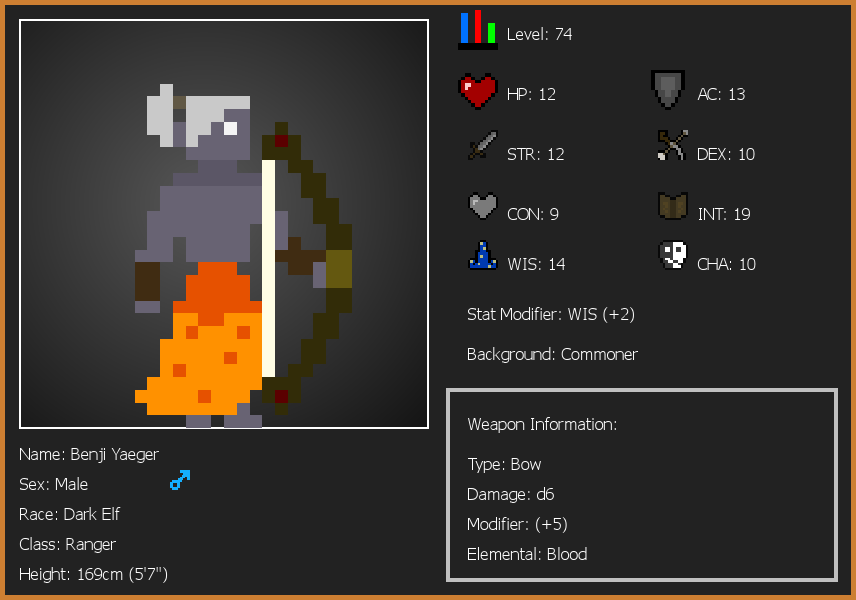 Level: 74
HP: 12
AC: 13
STR: 12
DEX: 10
CON: 9
INT: 19
WIS: 14
CHA: 10
Stat Modifier: WIS (+2)
Background: Commoner
Weapon Information:
Type: Bow
Damage: d6
Modifier: (+5)
Elemental: Blood
Name: Benji Yaeger
Sex: Male
Race: Dark Elf
Class: Ranger
Height: 169cm (5'7")